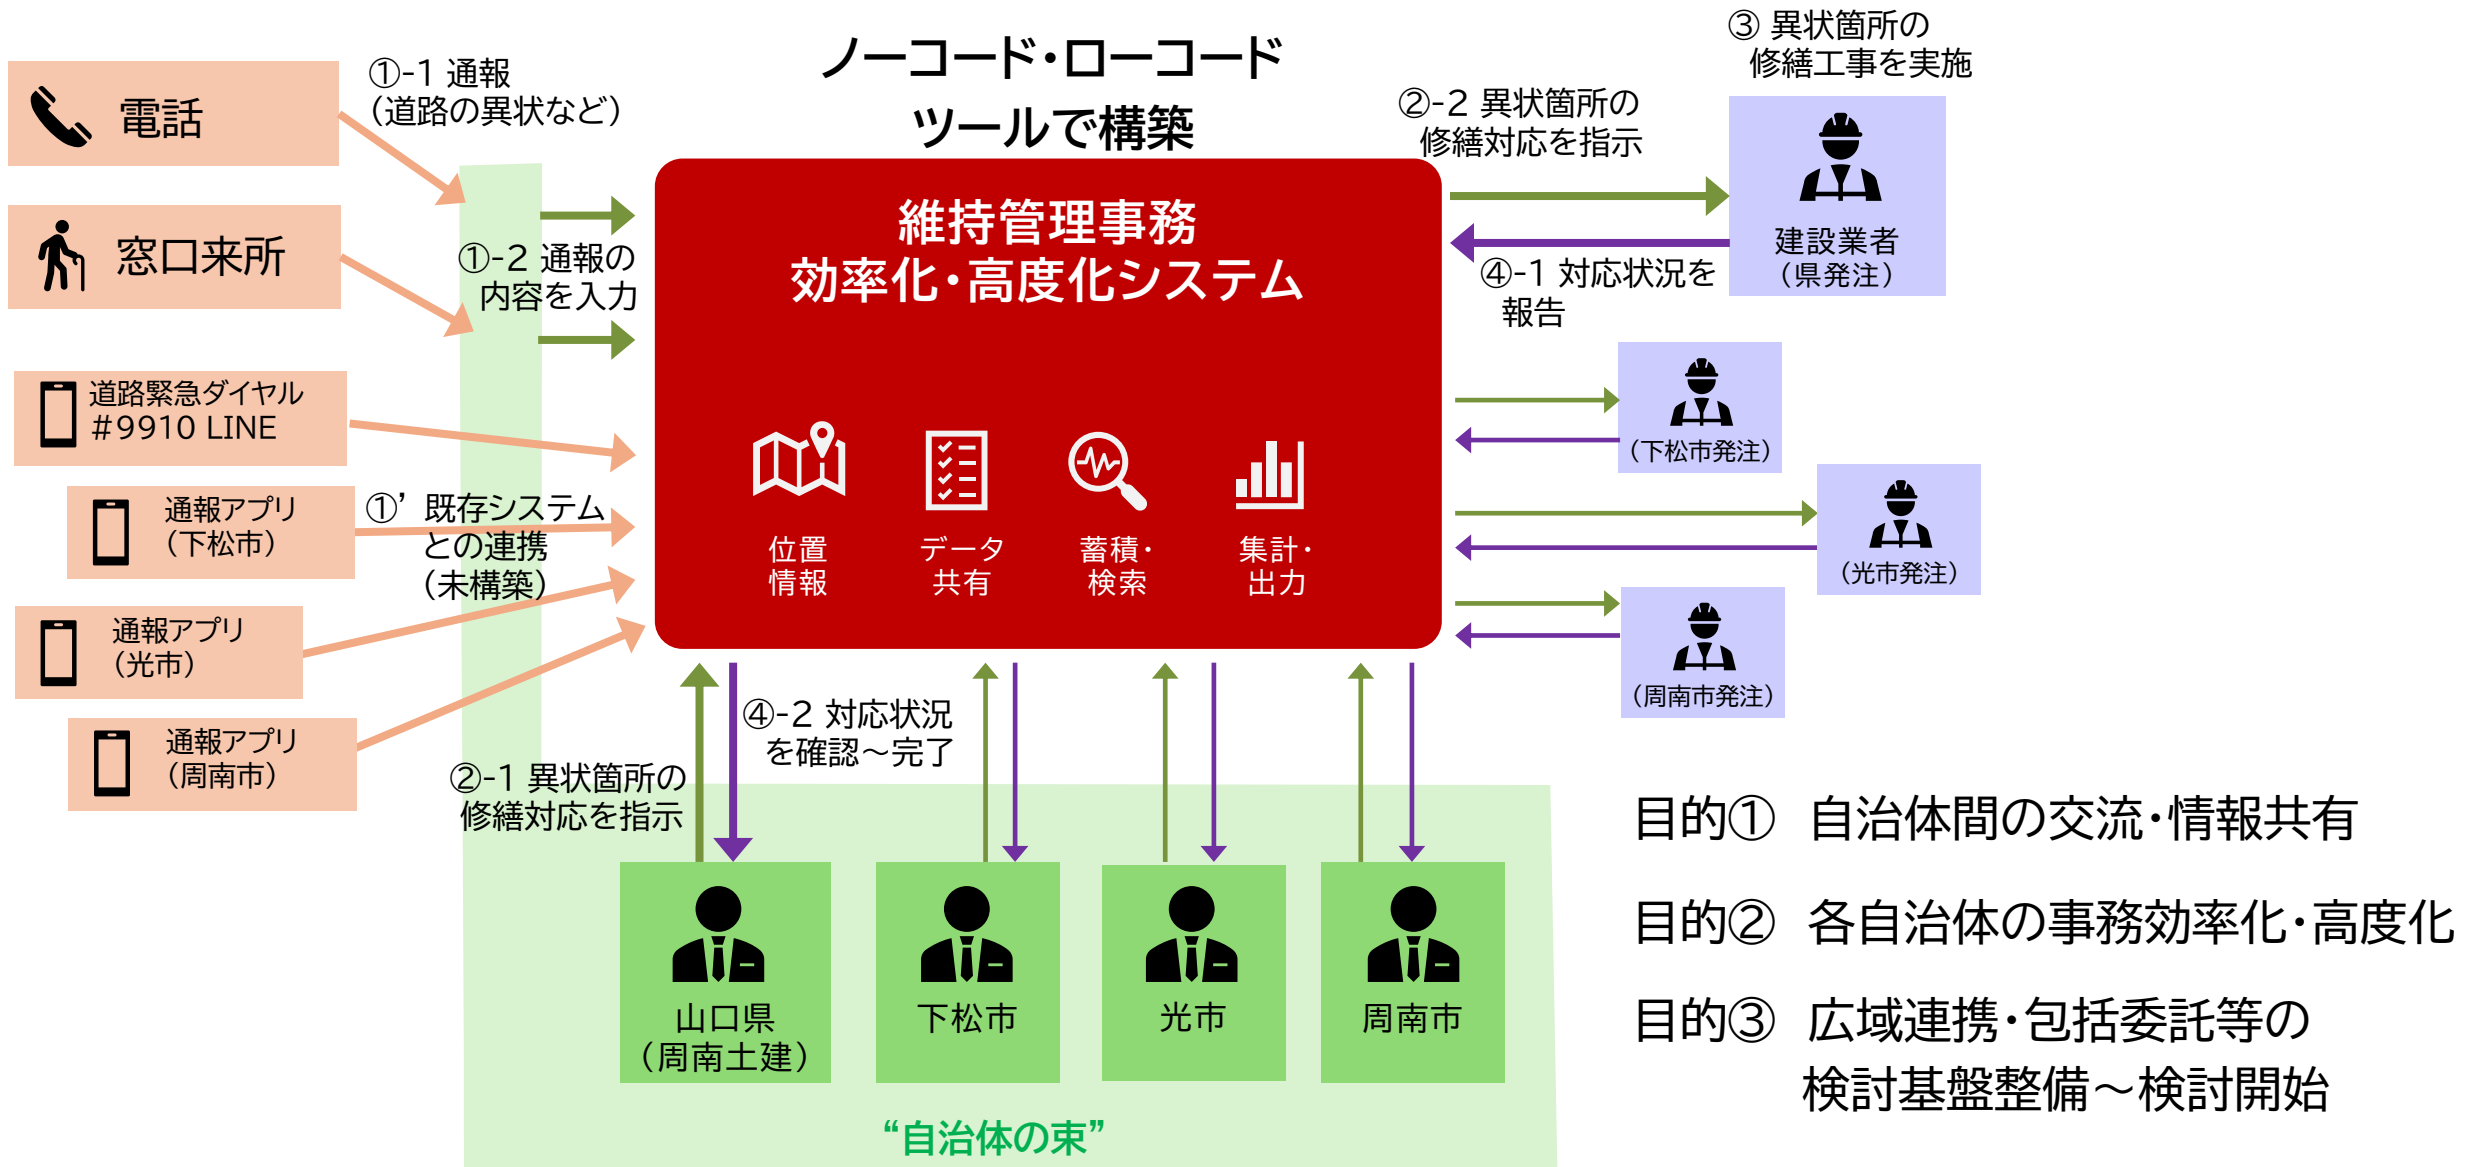 ノーコード・ローコード
ツールで構築
維持管理事務
効率化・高度化システム
位置
情報
データ
共有
蓄積・
検索
集計・
出力
電話
窓口来所
道路緊急ダイヤル
#9910 LINE
通報アプリ
（下松市）
通報アプリ
（光市）
通報アプリ
（周南市）
①-1 通報
（道路の異状など）
①-2 通報の
内容を入力
①’ 既存システム
との連携
（未構築）
②-1 異状箇所の
修繕対応を指示
④-2 対応状況
を確認～完了
②-2 異状箇所の
修繕対応を指示
③ 異状箇所の
修繕工事を実施
④-1 対応状況を
報告
建設業者
（県発注）
（下松市発注）
（光市発注）
（周南市発注）
山口県
（周南土建）
下松市
光市
周南市
“自治体の束”
目的① 自治体間の交流・情報共有
目的② 各自治体の事務効率化・高度化
目的③ 広域連携・包括委託等の
検討基盤整備～検討開始